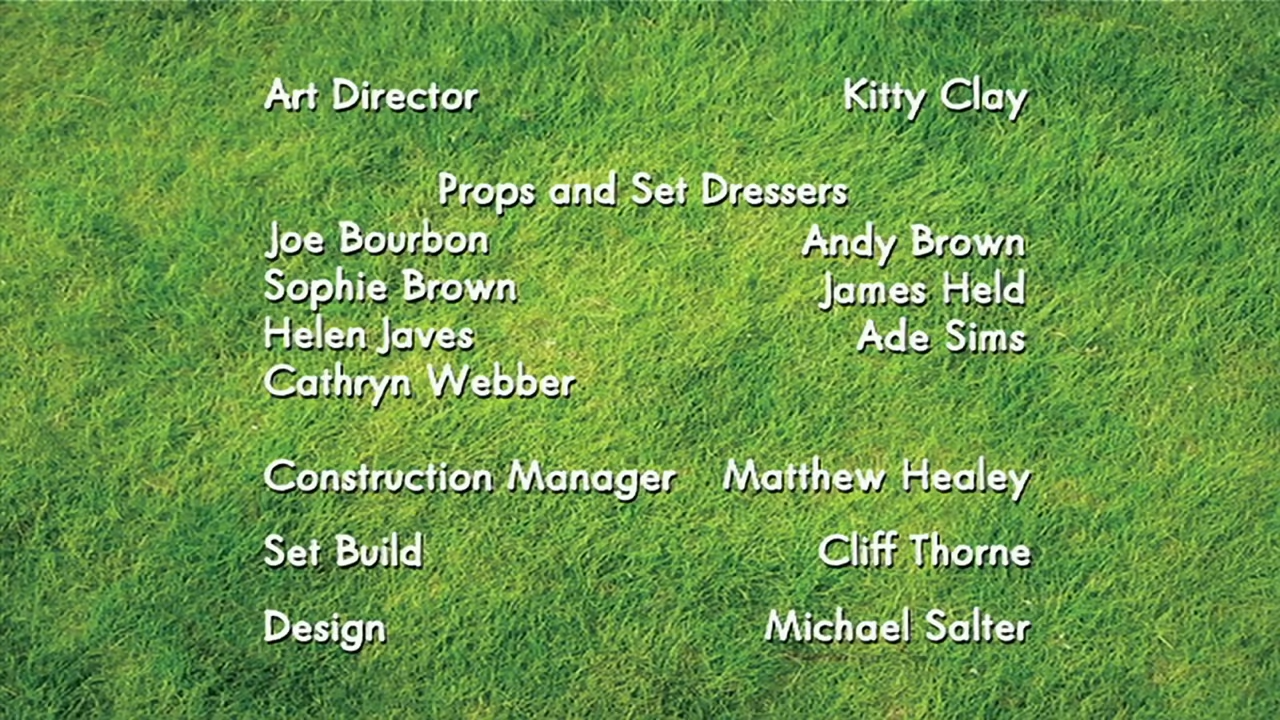 Art Director Kitty Clay
Props and Set Dressers
Joe Bourbon Andy Brown
Sophie Brown James Held
Helen Javes Ade Sims
Cathryn Webber
Construction Manager Matthew Healey
Set Build Cliff Thorne
Design Michael Salter